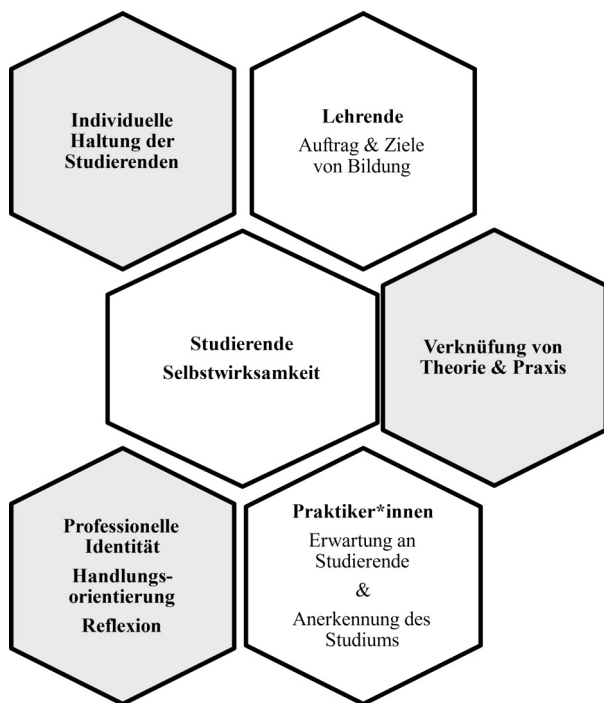 Individuelle
Haltung der
Studierenden
Lehrende
Auftrag & Ziele
von Bildung
Studierende
Selbstwirksamkeit
Verknüfung von
Theorie & Praxis
Professionelle
Identität
Handlungs-
orientierung
Reflexion
Praktiker*innen
Erwartung an
Studierende
&
Anerkennung des
Studiums